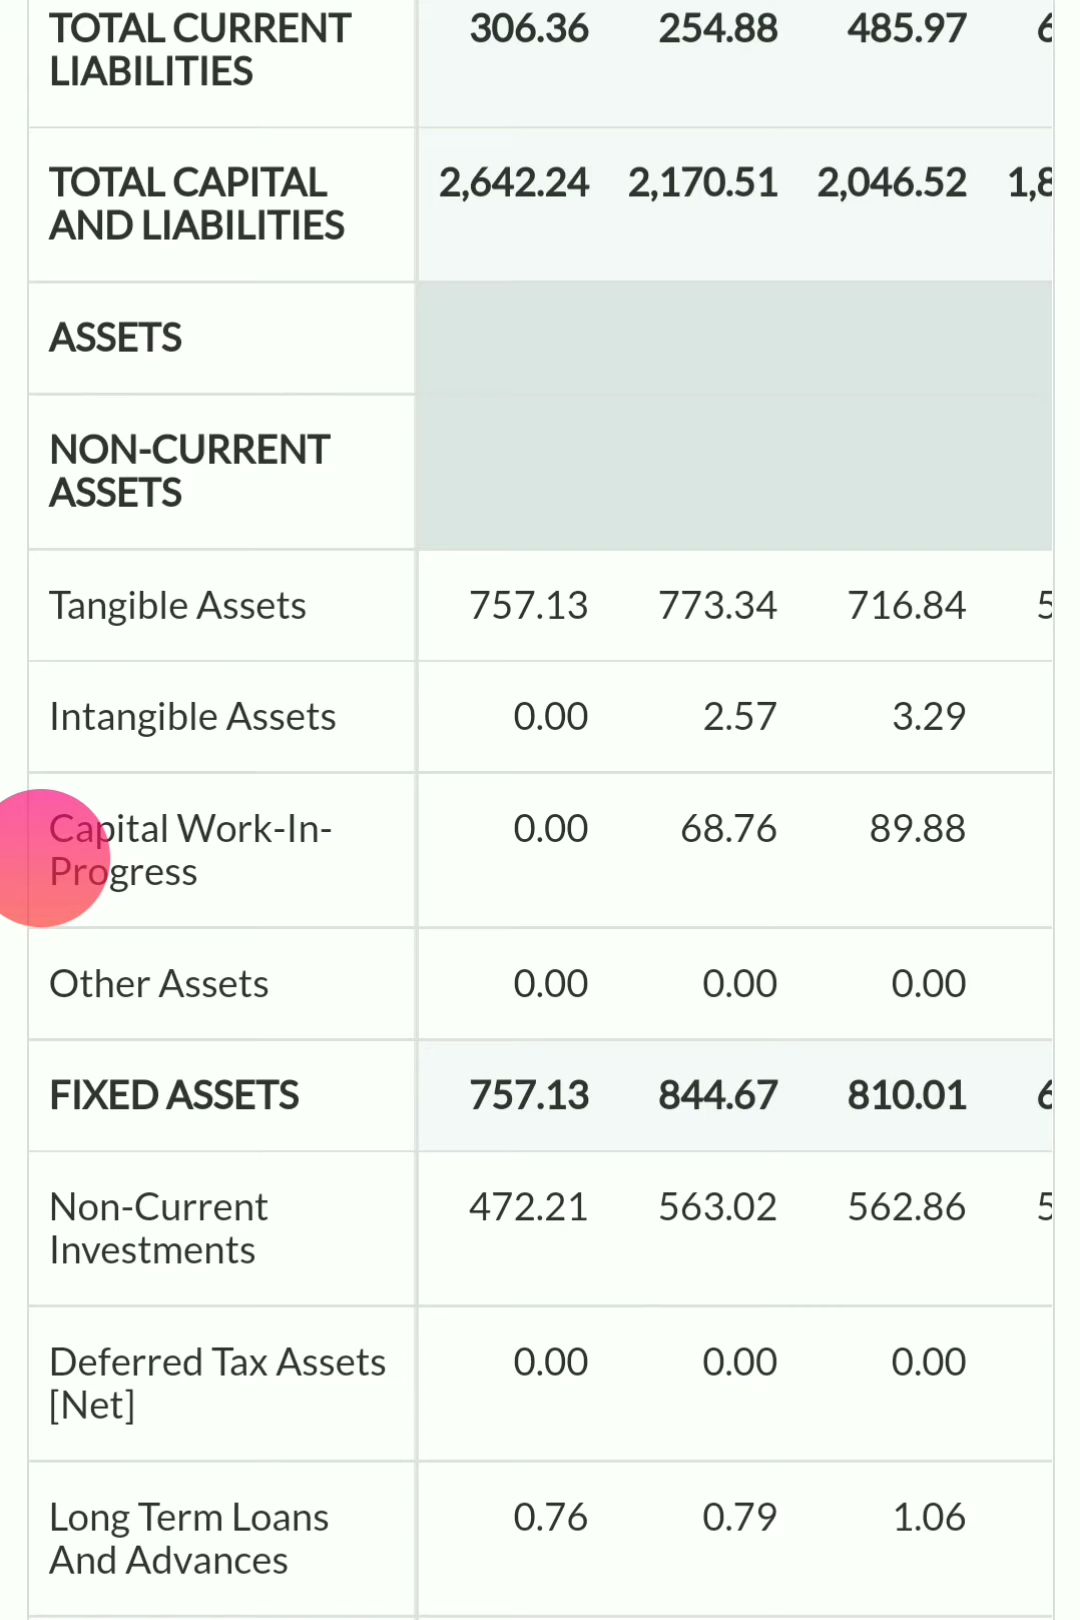 TOTAL CURRENT 306.36 254.88 485.97
LIABILITIES
TOTAL CAPITAL 2,642.24 2,170.51 2,046.52
AND LIABILITIES
ASSETS
NON-CURRENT
ASSETS
Tangible Assets 757.13 773.34 716.84
Intangible Assets 0.00 2.57 3.29
Capital Work-In- 0.00 68.76 89.88
Progress
Other Assets 0.00 0.00 0.00
FIXED ASSETS 757.13 844.67 810.01
Non-Current 472.21 563.02 562.86
Investments
Deferred Tax Assets 0.00 0.00 0.00
[Net]
Long Term Loans 0.76 0.79 1.06
And Advances